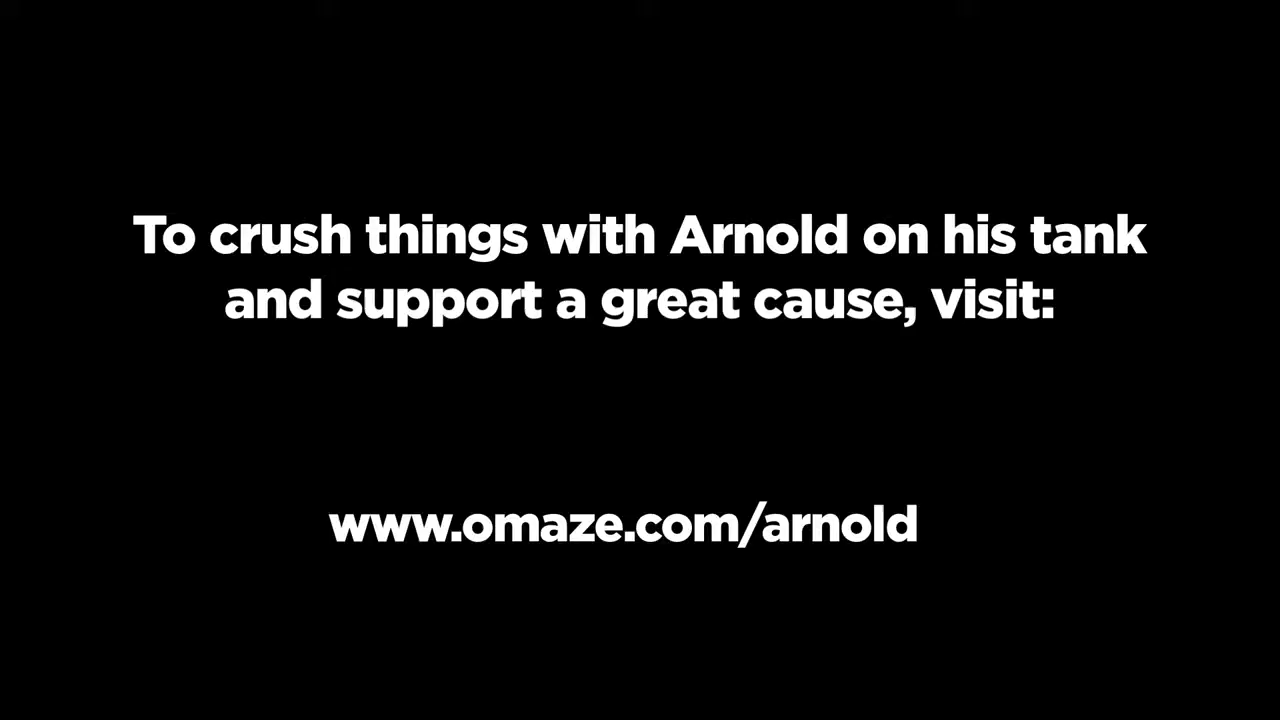 To crush things with Arnold on his tank
and support a great cause, visit:
www.omaze.com/arnold